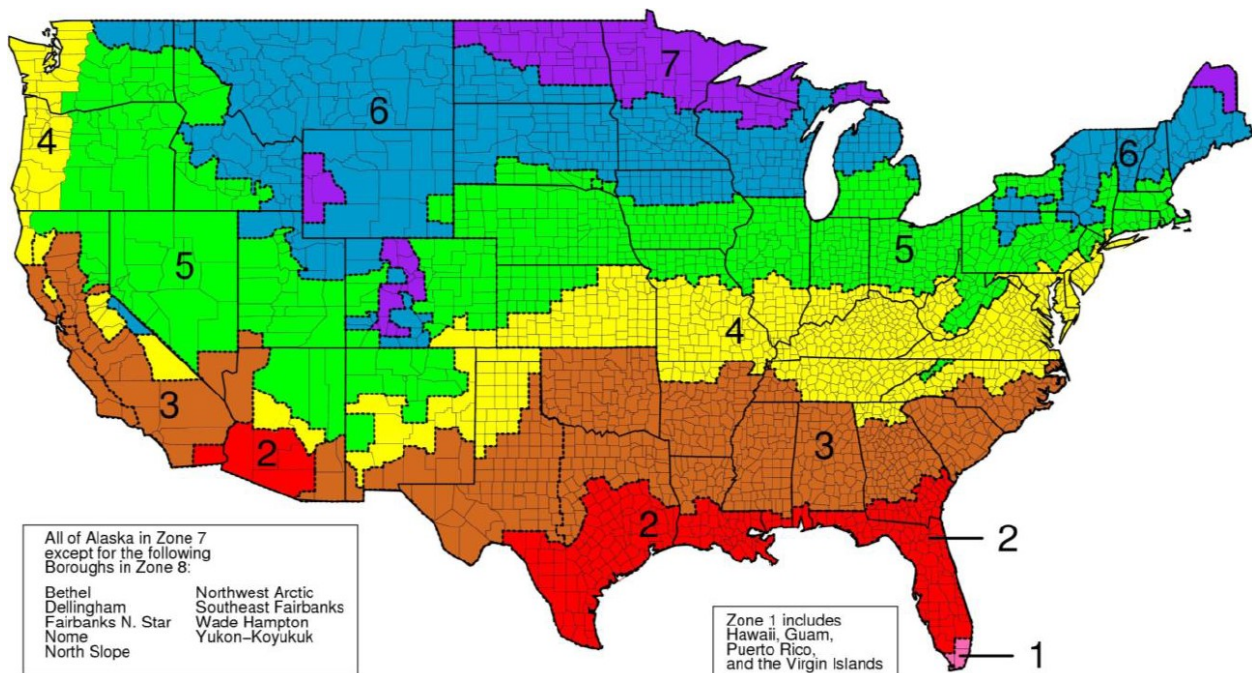 7
6
4
6
5
5
4
3
3
2
2
2
1
All of Alaska in Zone 7
except for the following
Boroughs in Zone 8:
Bethel
Dellingham
Fairbanks N. Star
Nome
North Slope
Northwest Arctic
Southeast Fairbanks
Wade Hampton
Yukon–Koyukuk
Zone 1 includes
Hawaii, Guam,
Puerto Rico,
and the Virgin Islands